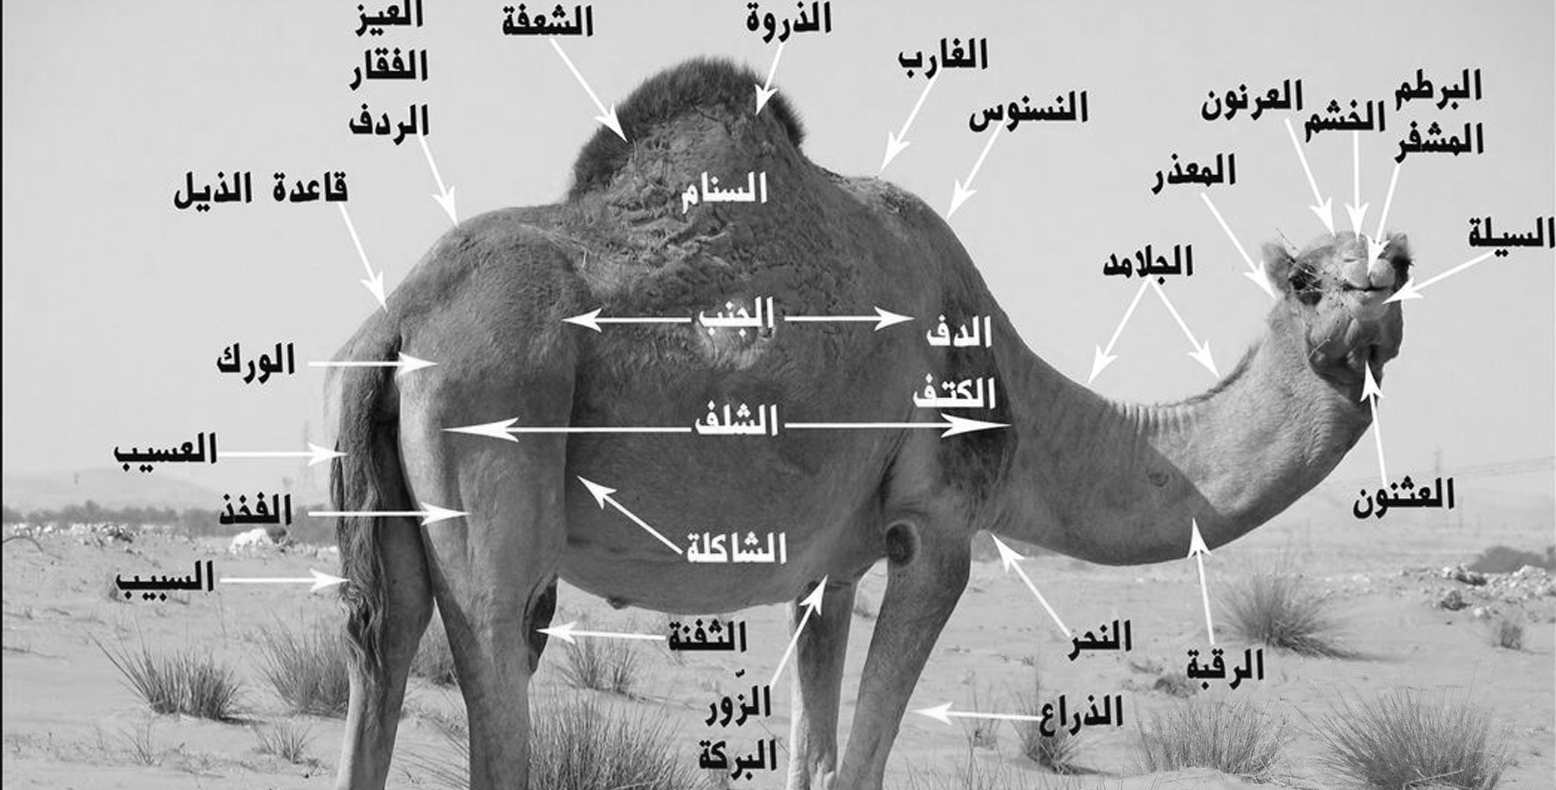 البرطم
المشفر
الخشم
العرنون
المعذر
السيلة
الجلامد
النسنوس
الغارب
الذروة
الشعفة
العيز
الفقار
الردف
قاعدة الذيل
السنام
الجنب
الدف
الكتف
الشلف
الورك
العسيب
الفخذ
السبيب
الشاكلة
الثفنة
الزّور
البركة
النحر
الذراع
الرقبة
العثنون